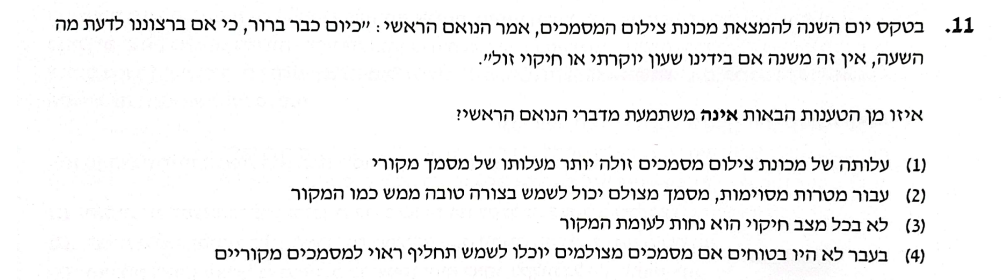 11. בטקס יום השנה להמצאת מכונת צילום המסמכים, אמר הנואם הראשי: "כיום כבר ברור, כי אם ברצוננו לדעת מה
השעה, אין זה משנה אם בידינו שעון יוקרתי או חיקוי זול".
איזו מן הטענות הבאות אינה משתמעת מדברי הנואם הראשי?
(1) עלותה של מכונת צילום מסמכים זולה יותר מעלותו של מסמך מקורי
(2) עבור מטרות מסוימות, מסמך מצולם יכול לשמש בצורה טובה ממש כמו המקור
(3) לא בכל מצב חיקוי הוא נחות לעומת המקור
(4) בעבר לא היו בטוחים אם מסמכים מצולמים יוכלו לשמש תחליף ראוי למסמכים מקוריים